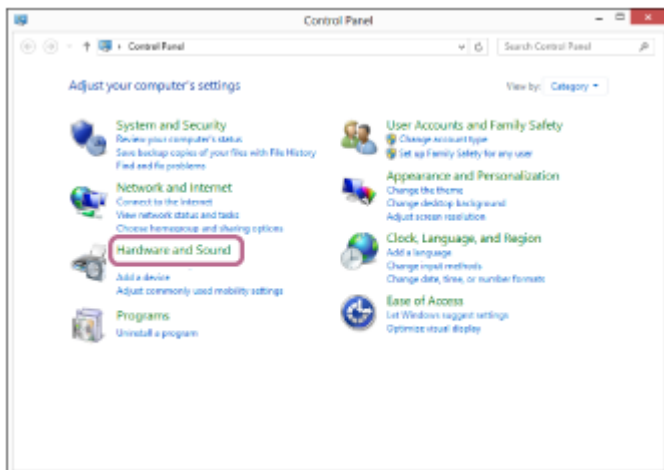 Control Panel
Control Panel
Search Control Panel
Adjust your computer's settings
View by: Category
System and Security
Review your computer's status
Save backup copies of your files with File History
Find and fix problems
Network and Internet
Connect to the Internet
View network status and tasks
Choose homegroup and sharing options
Hardware and Sound
Add a device
Adjust commonly used mobility settings
Programs
Uninstall a program
User Accounts and Family Safety
Change account type
Set up Family Safety for any user
Appearance and Personalization
Change the theme
Change desktop background
Adjust screen resolution
Clock, Language, and Region
Add a language
Change input methods
Change date, time, or number formats
Ease of Access
Let Windows suggest settings
Optimize visual display